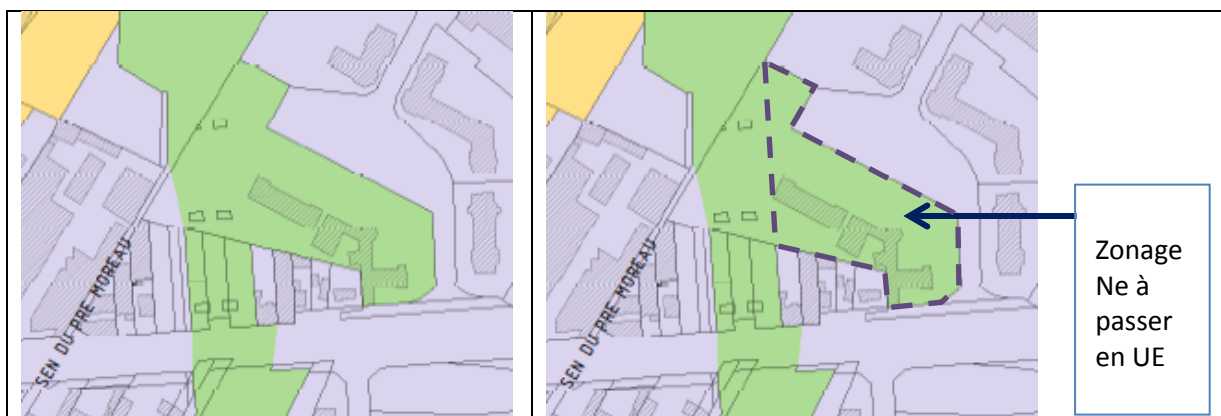 SEN DU PRE MOREAU
SEN DU PRE MOREAU
Zonage
Ne à
passer
en UE